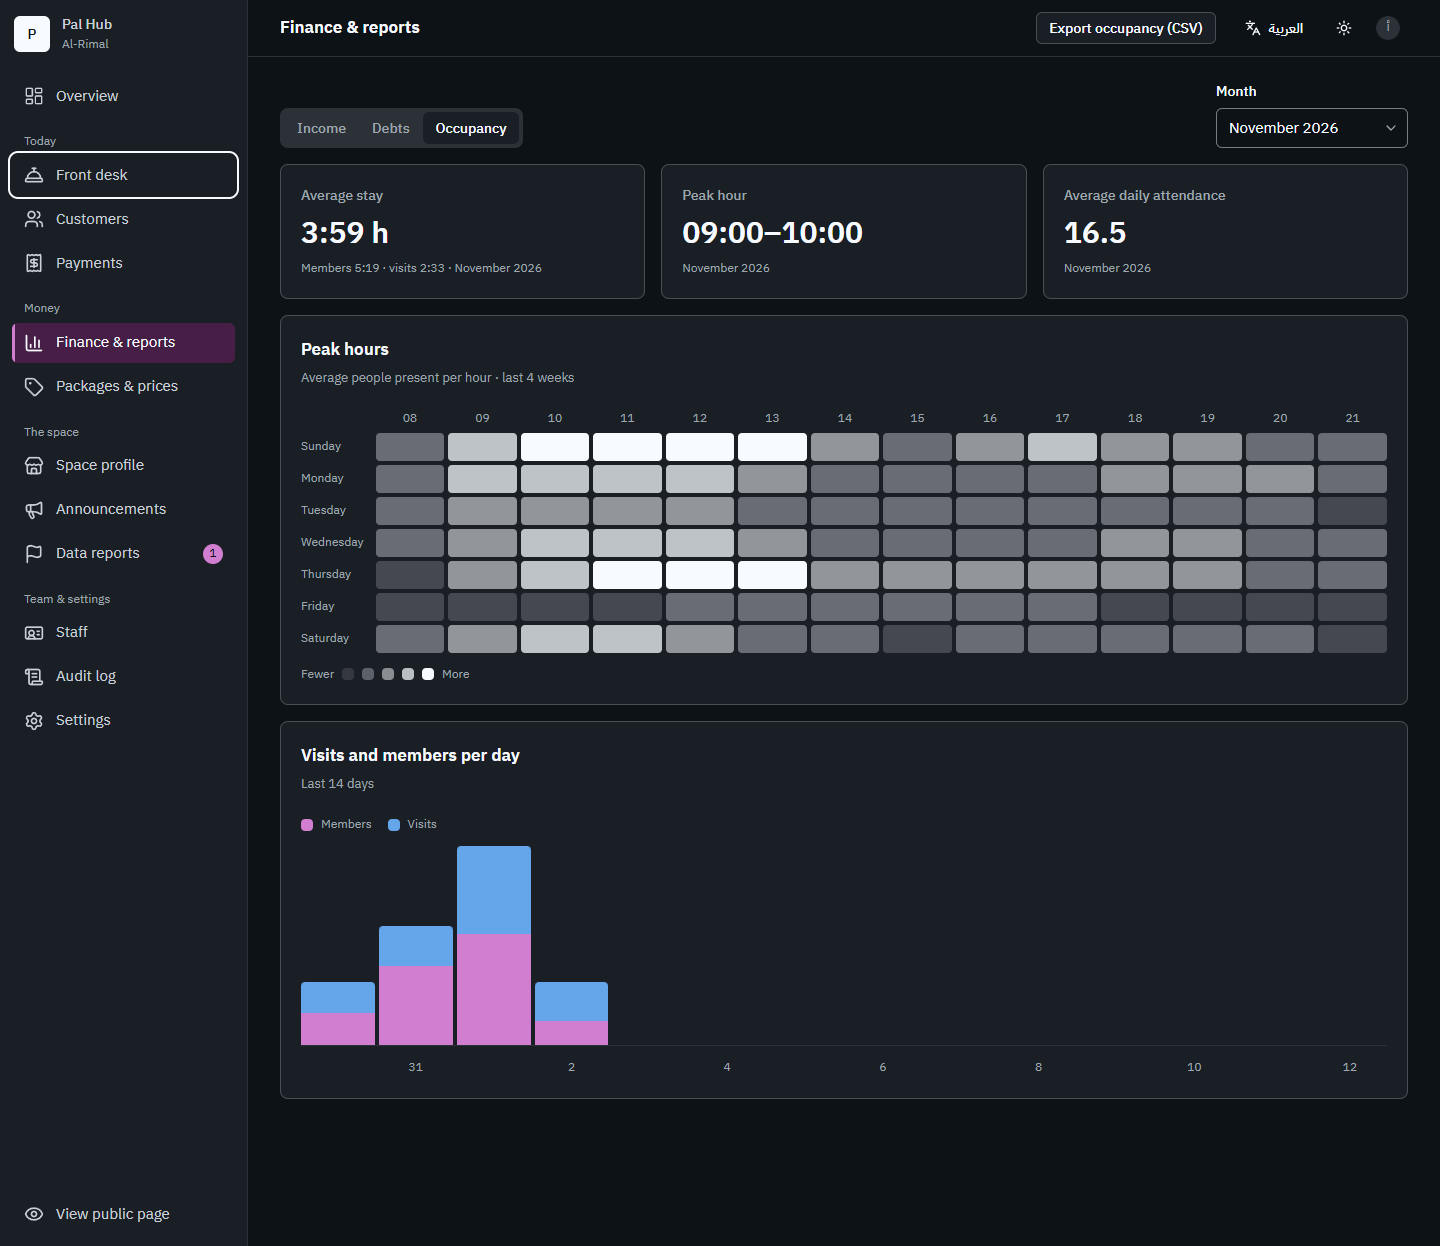 P
Pal Hub
Al-Rimal
Overview
Today
Front desk
Customers
Payments
Money
Finance & reports
Packages & prices
The space
Space profile
Announcements
Data reports
1
Team & settings
Staff
Audit log
Settings
View public page
Finance & reports
Export occupancy (CSV)
العربية
أ
Month
November 2026
Income
Debts
Occupancy
Average stay
3:59 h
Members 5:19 · visits 2:33 · November 2026
Peak hour
09:00–10:00
November 2026
Average daily attendance
16.5
November 2026
Peak hours
Average people present per hour · last 4 weeks
08 09 10 11 12 13 14 15 16 17 18 19 20 21
Sunday
Monday
Tuesday
Wednesday
Thursday
Friday
Saturday
Fewer
More
Visits and members per day
Last 14 days
Members
Visits
31 2 4 6 8 10 12